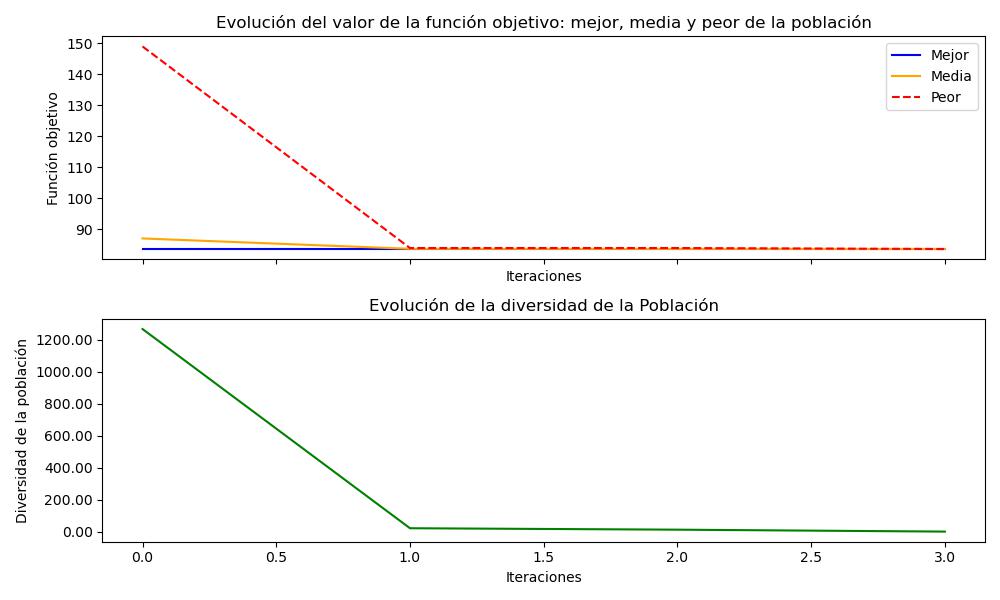 Evolución del valor de la función objetivo: mejor, media y peor de la población
150
140
130
120
110
100
90
Función objetivo
Mejor
Media
Peor
Iteraciones
Evolución de la diversidad de la Población
1200.00
1000.00
800.00
600.00
400.00
200.00
0.00
Diversidad de la población
0.0 0.5 1.0 1.5 2.0 2.5 3.0
Iteraciones